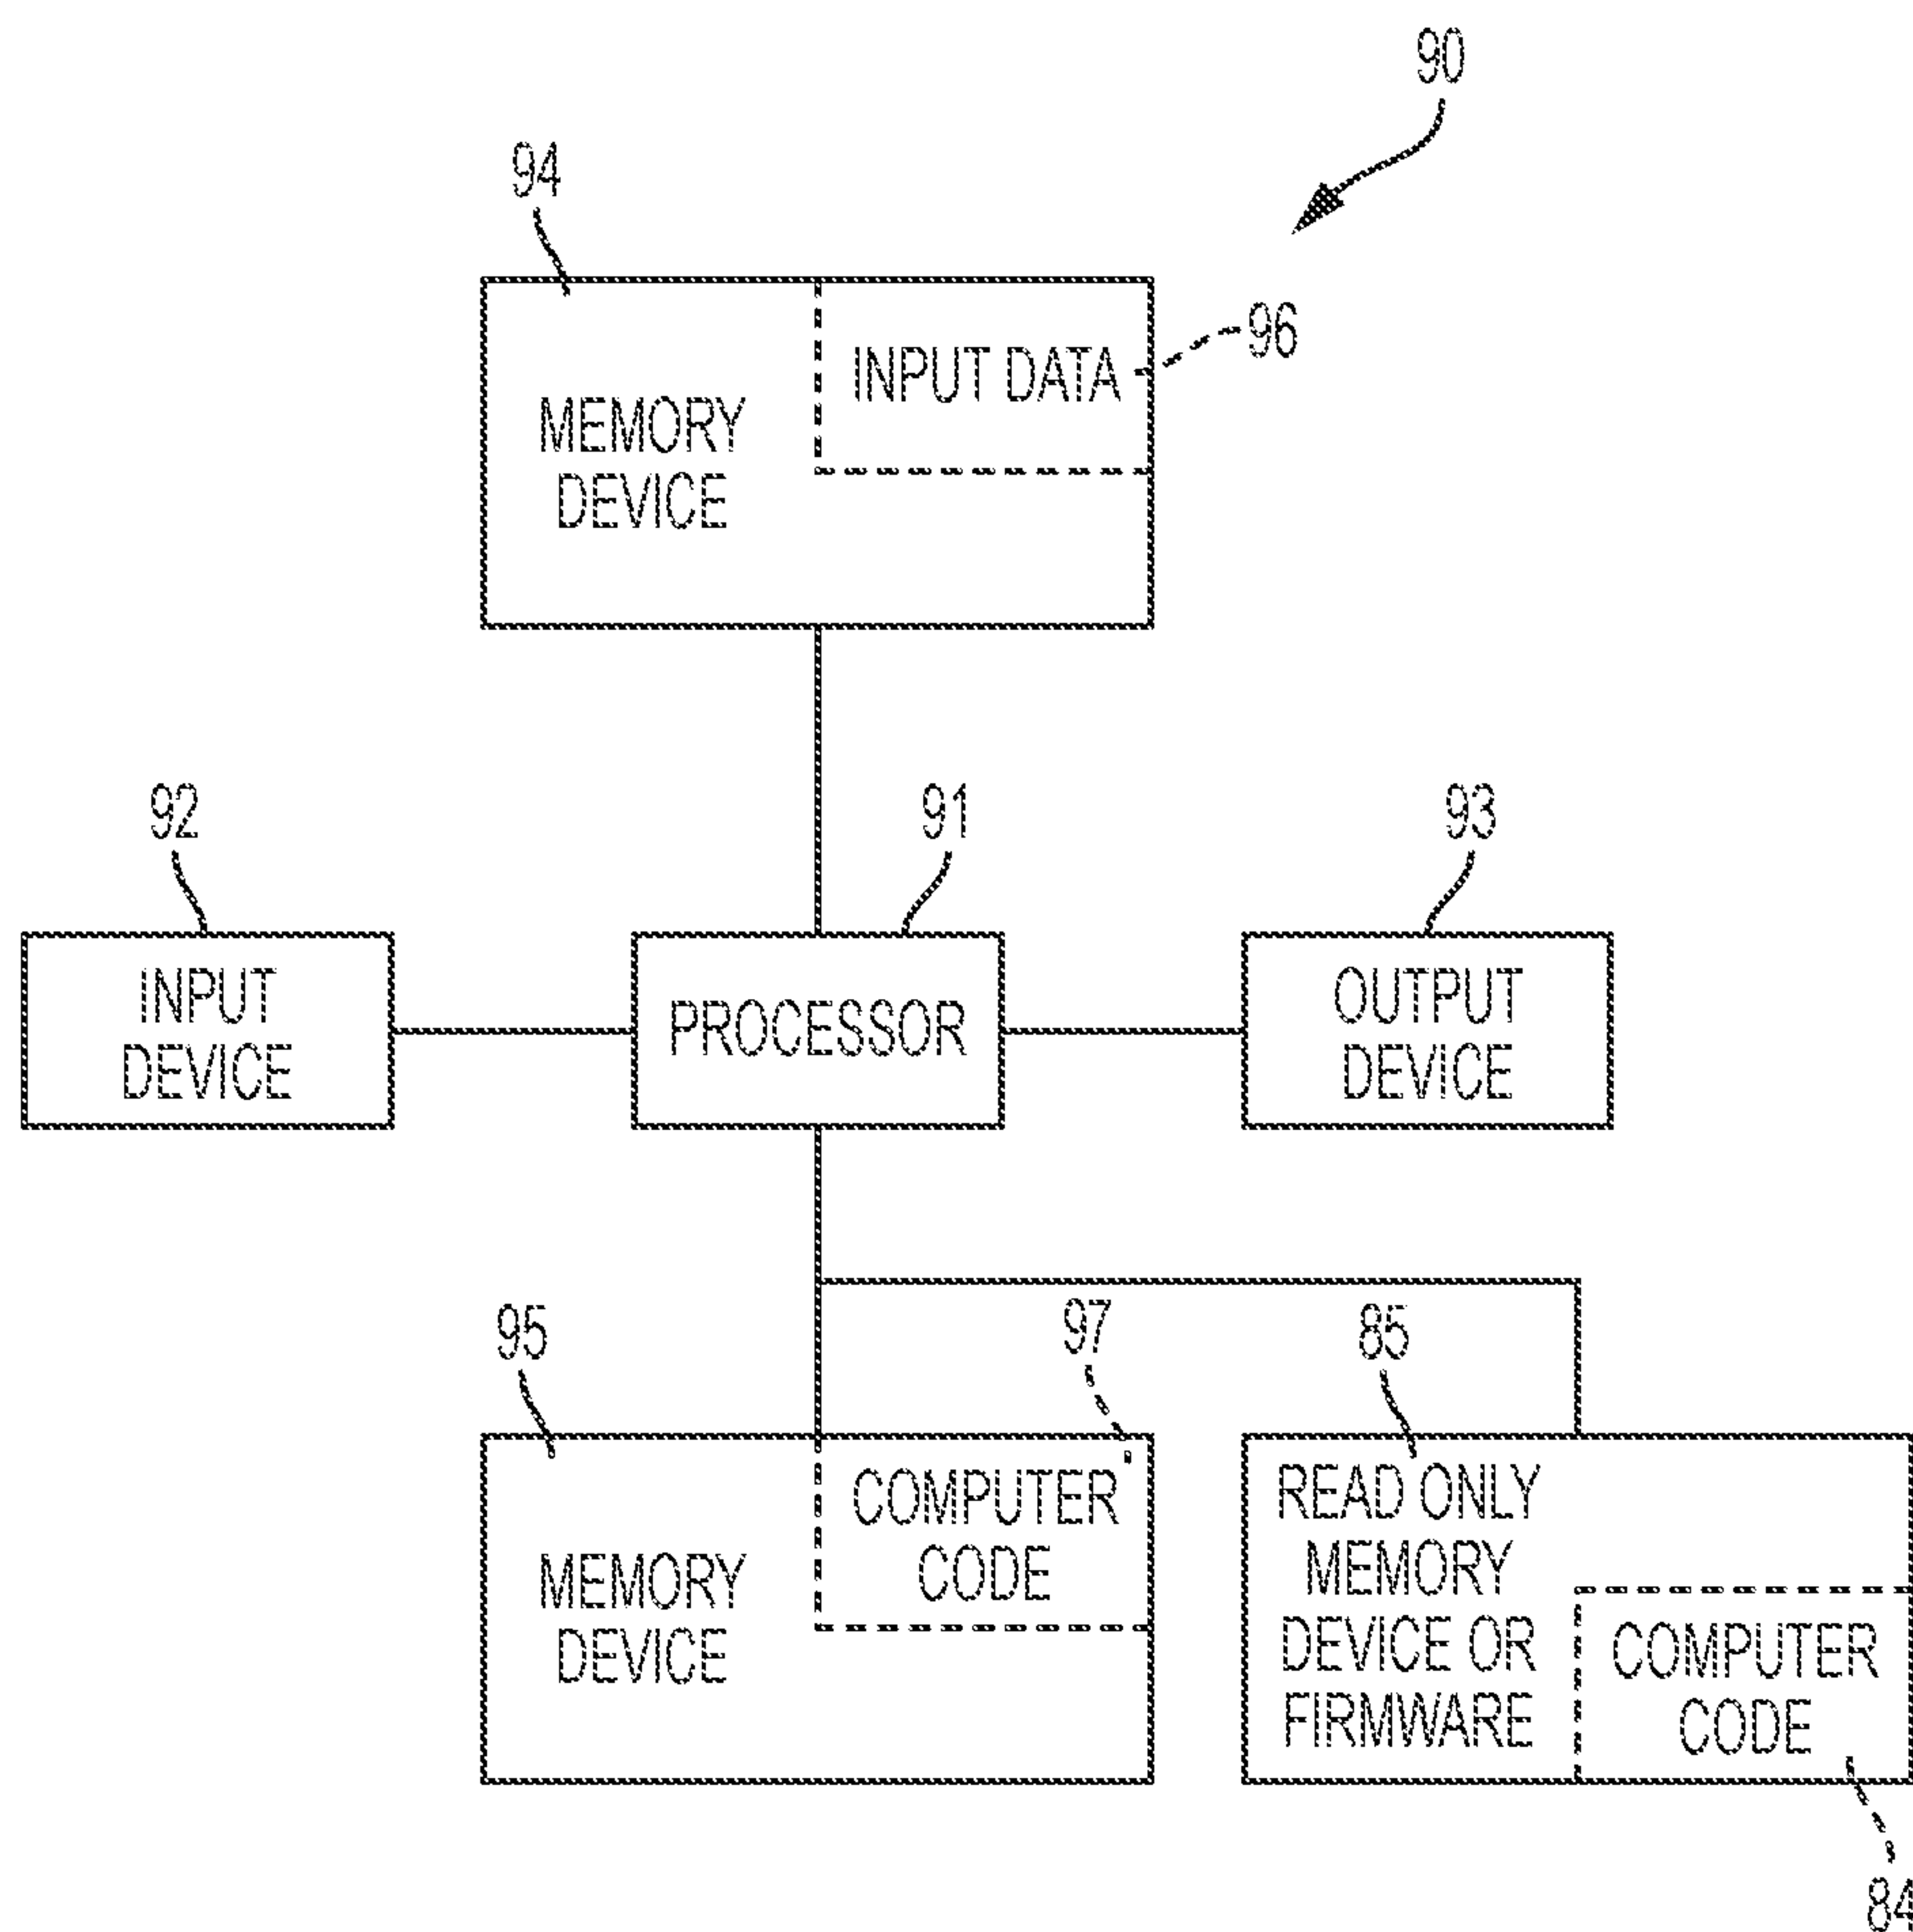 90
94
96
INPUT DATA
MEMORY
DEVICE
92
91
93
INPUT
DEVICE
PROCESSOR
OUTPUT
DEVICE
95
97
85
COMPUTER
CODE
MEMORY
DEVICE
READ ONLY
MEMORY
DEVICE OR
FIRMWARE
COMPUTER
CODE
84